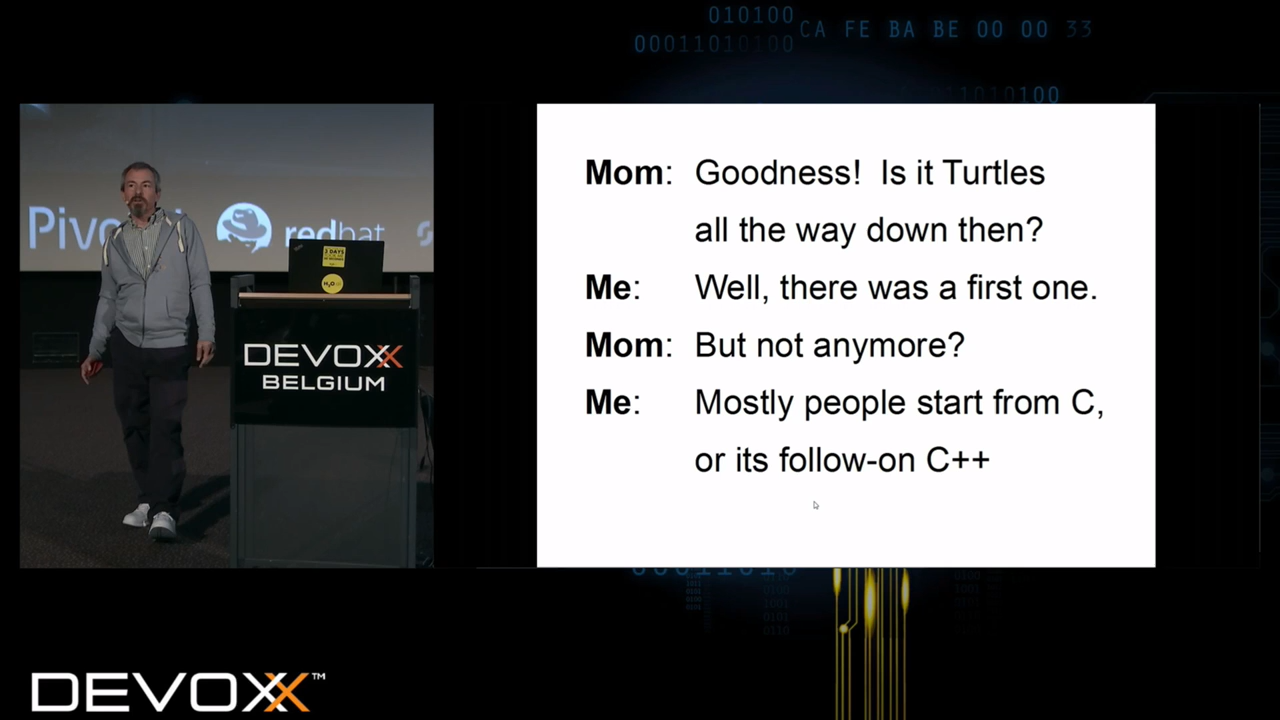 010100
00011010100
CA FE BA BE 00 00 33
11010100
redhat
H2O
DEVOXX
BELGIUM
Mom: Goodness! Is it Turtles
all the way down then?
Me: Well, there was a first one.
Mom: But not anymore?
Me: Mostly people start from C,
or its follow-on C++
DEVOXX™